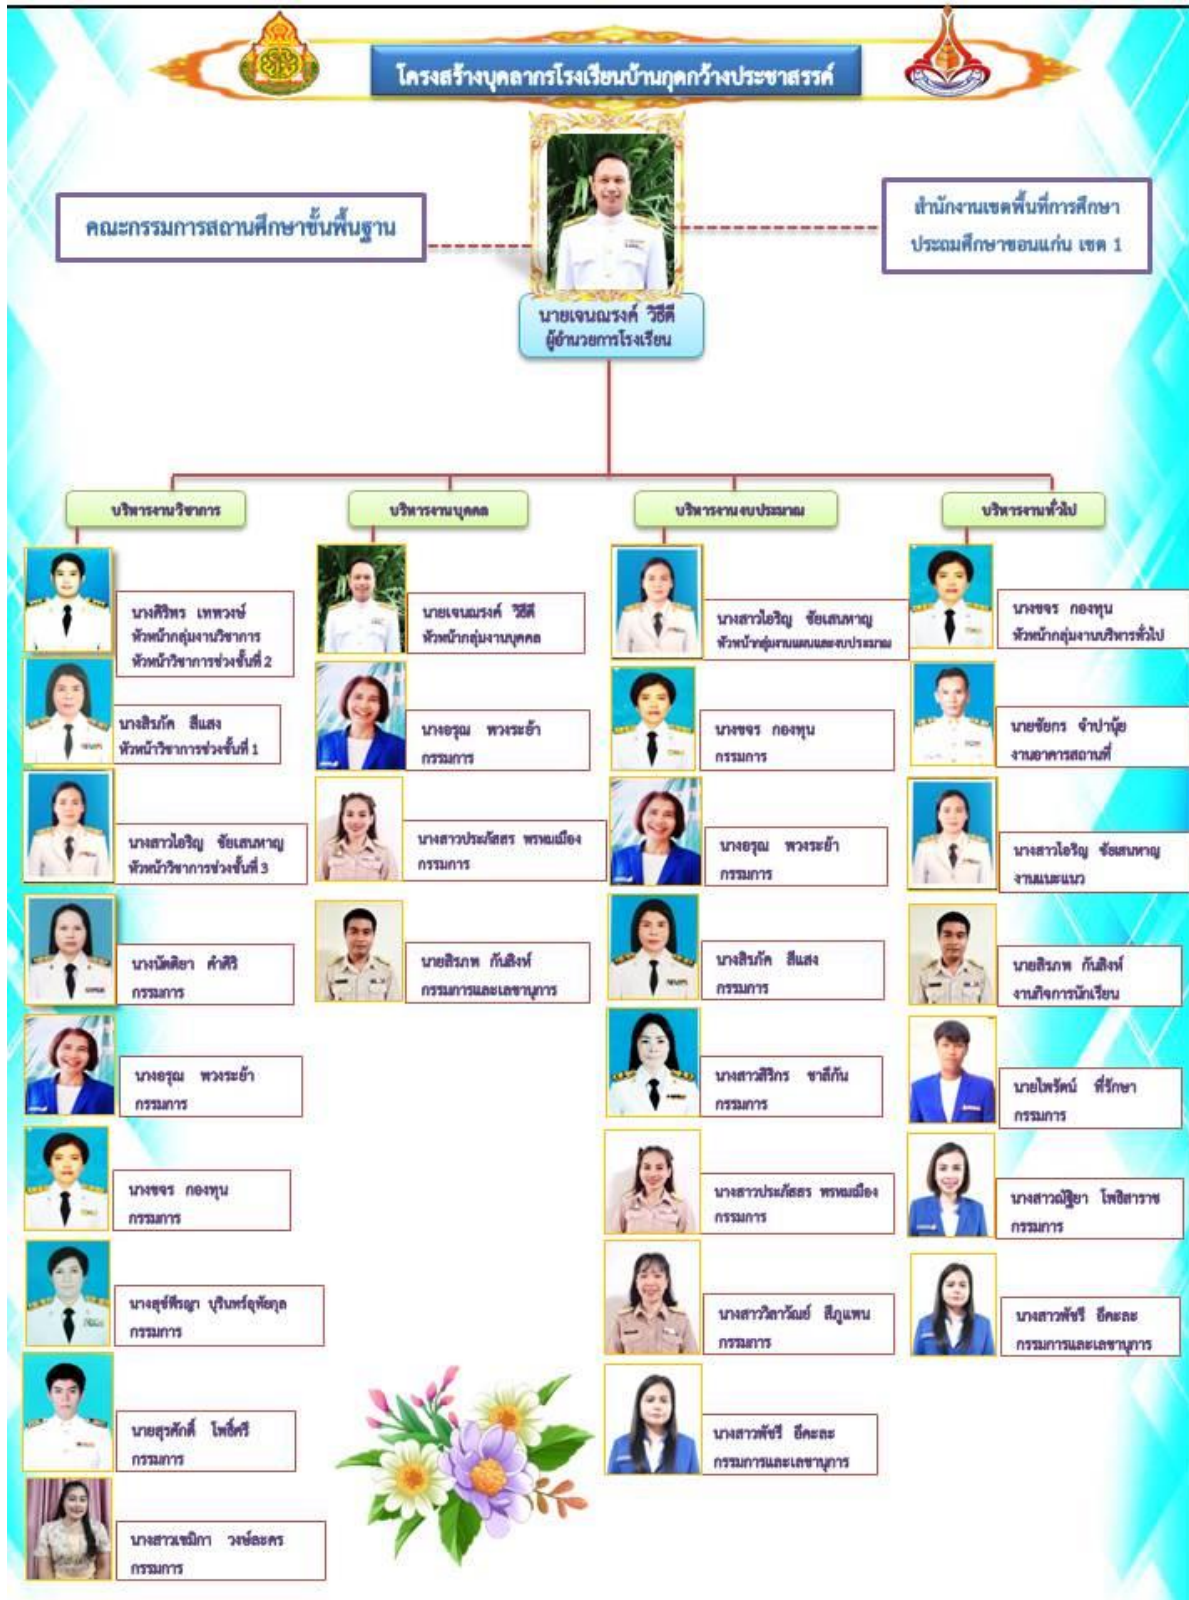 โครงสร้างบุคลากรโรงเรียนบ้านกุดกว้างประชาสรรค์
คณะกรรมการสถานศึกษาขั้นพื้นฐาน
สำนักงานเขตพื้นที่การศึกษา
ประถมศึกษาขอนแก่น เขต 1
นายเจนณรงค์ วิธีดี
ผู้อำนวยการโรงเรียน
บริหารงานวิชาการ
นางศิริพร เทพวงษ์
หัวหน้ากลุ่มงานวิชาการ
หัวหน้าวิชาการช่วงชั้นที่ 2
นางสิรภัค สีแสง
หัวหน้าวิชาการช่วงชั้นที่ 1
นางสาวไอริญ ชัยเสนหาญ
หัวหน้าวิชาการช่วงชั้นที่ 3
นางนัตติยา คำศิริ
กรรมการ
นางอรุณ พวงระย้า
กรรมการ
นางขจร กองทุน
กรรมการ
นางสุช์พีรญา บุรินทร์อุทัยกุล
กรรมการ
นายสุรศักดิ์ โพธิ์ศรี
กรรมการ
นางสาวเขมิกา วงษ์ละคร
กรรมการ
บริหารงานบุคคล
นายเจนณรงค์ วิธีดี
หัวหน้ากลุ่มงานบุคคล
นางอรุณ พวงระย้า
กรรมการ
นางสาวประภัสสร พรหมเมือง
กรรมการ
นายสิรภพ กันสิงห์
กรรมการและเลขานุการ
บริหารงานงบประมาณ
นางสาวไอริญ ชัยเสนหาญ
หัวหน้ากลุ่มงานแผนและงบประมาณ
นางขจร กองทุน
กรรมการ
นางอรุณ พวงระย้า
กรรมการ
นางสิรภัค สีแสง
กรรมการ
นางสาวสิริกร ชาลีกัน
กรรมการ
นางสาวประภัสสร พรหมเมือง
กรรมการ
นางสาววิลาวัณย์ สีภูแพน
กรรมการ
นางสาวพัชรี อีคะละ
กรรมการและเลขานุการ
บริหารงานทั่วไป
นางขจร กองทุน
หัวหน้ากลุ่มงานบริหารทั่วไป
นายชัยกร จำปานุ้ย
งานอาคารสถานที่
นางสาวไอริญ ชัยเสนหาญ
งานแนะแนว
นายสิรภพ กันสิงห์
งานกิจการนักเรียน
นายไพรัตน์ ที่รักษา
กรรมการ
นางสาวณัฐิยา โพธิสาราช
กรรมการ
นางสาวพัชรี อีคะละ
กรรมการและเลขานุการ